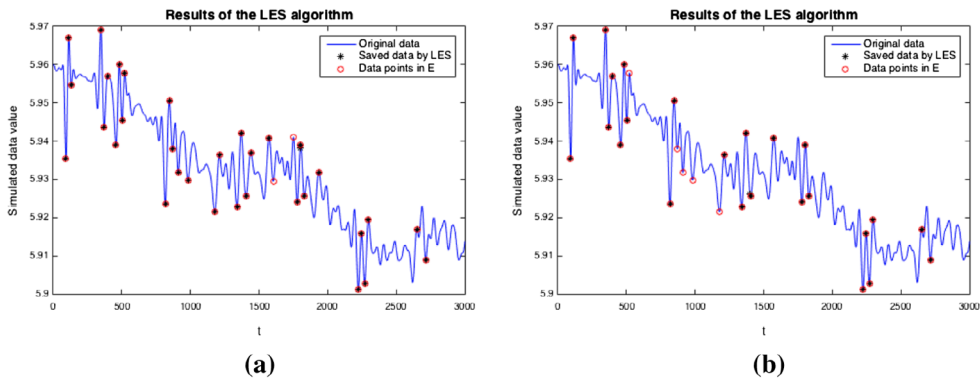 Results of the LES algorithm
5.97
5.96
5.95
5.94
5.93
5.92
5.91
5.9
Simulated data value
Original data
Saved data by LES
Data points in E
0
500
1000
1500
2000
2500
3000
t
(a)
Results of the LES algorithm
5.97
5.96
5.95
5.94
5.93
5.92
5.91
5.9
Simulated data value
Original data
Saved data by LES
Data points in E
0
500
1000
1500
2000
2500
3000
t
(b)